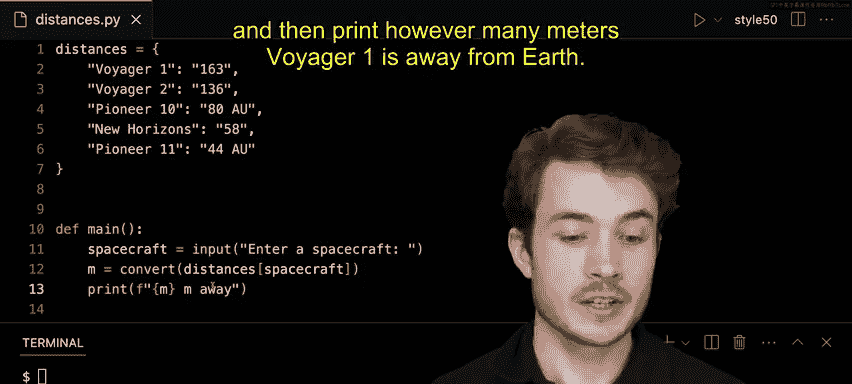 distances.py
style50
and then print however many meters
Voyager 1 is away from Earth.
1 distances = {
2 "Voyager 1": "163",
3 "Voyager 2": "136",
4 "Pioneer 10": "80 AU",
5 "New Horizons": "58",
6 "Pioneer 11": "44 AU"
7 }
8
9
10 def main():
11 spacecraft = input("Enter a spacecraft: ")
12 m = convert(distances[spacecraft])
13 print(f"{m} m away")
14
TERMINAL
$